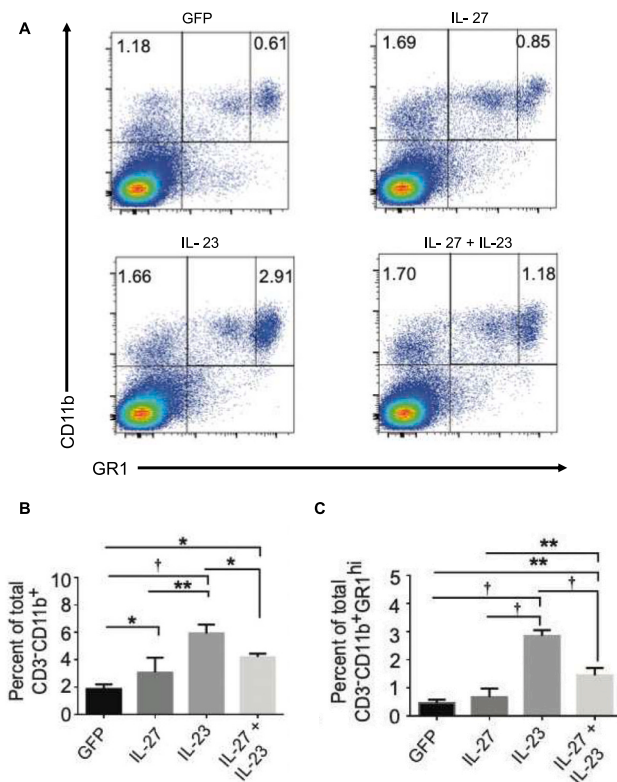 A
GFP
IL- 27
1.18
0.61
1.69
0.85
IL- 23
IL- 27 + IL-23
1.66
2.91
1.70
1.18
CD11b
GR1
B
* 
† *
**
*
Percent of total
CD3⁻CD11b⁺
10
8
6
4
2
0
GFP
IL-27
IL-23
IL-27 +
IL-23
C
**
**
† †
†
Percent of total
CD3⁻CD11b⁺GR1ʰⁱ
5
4
3
2
1
0
GFP
IL-27
IL-23
IL-27 +
IL-23